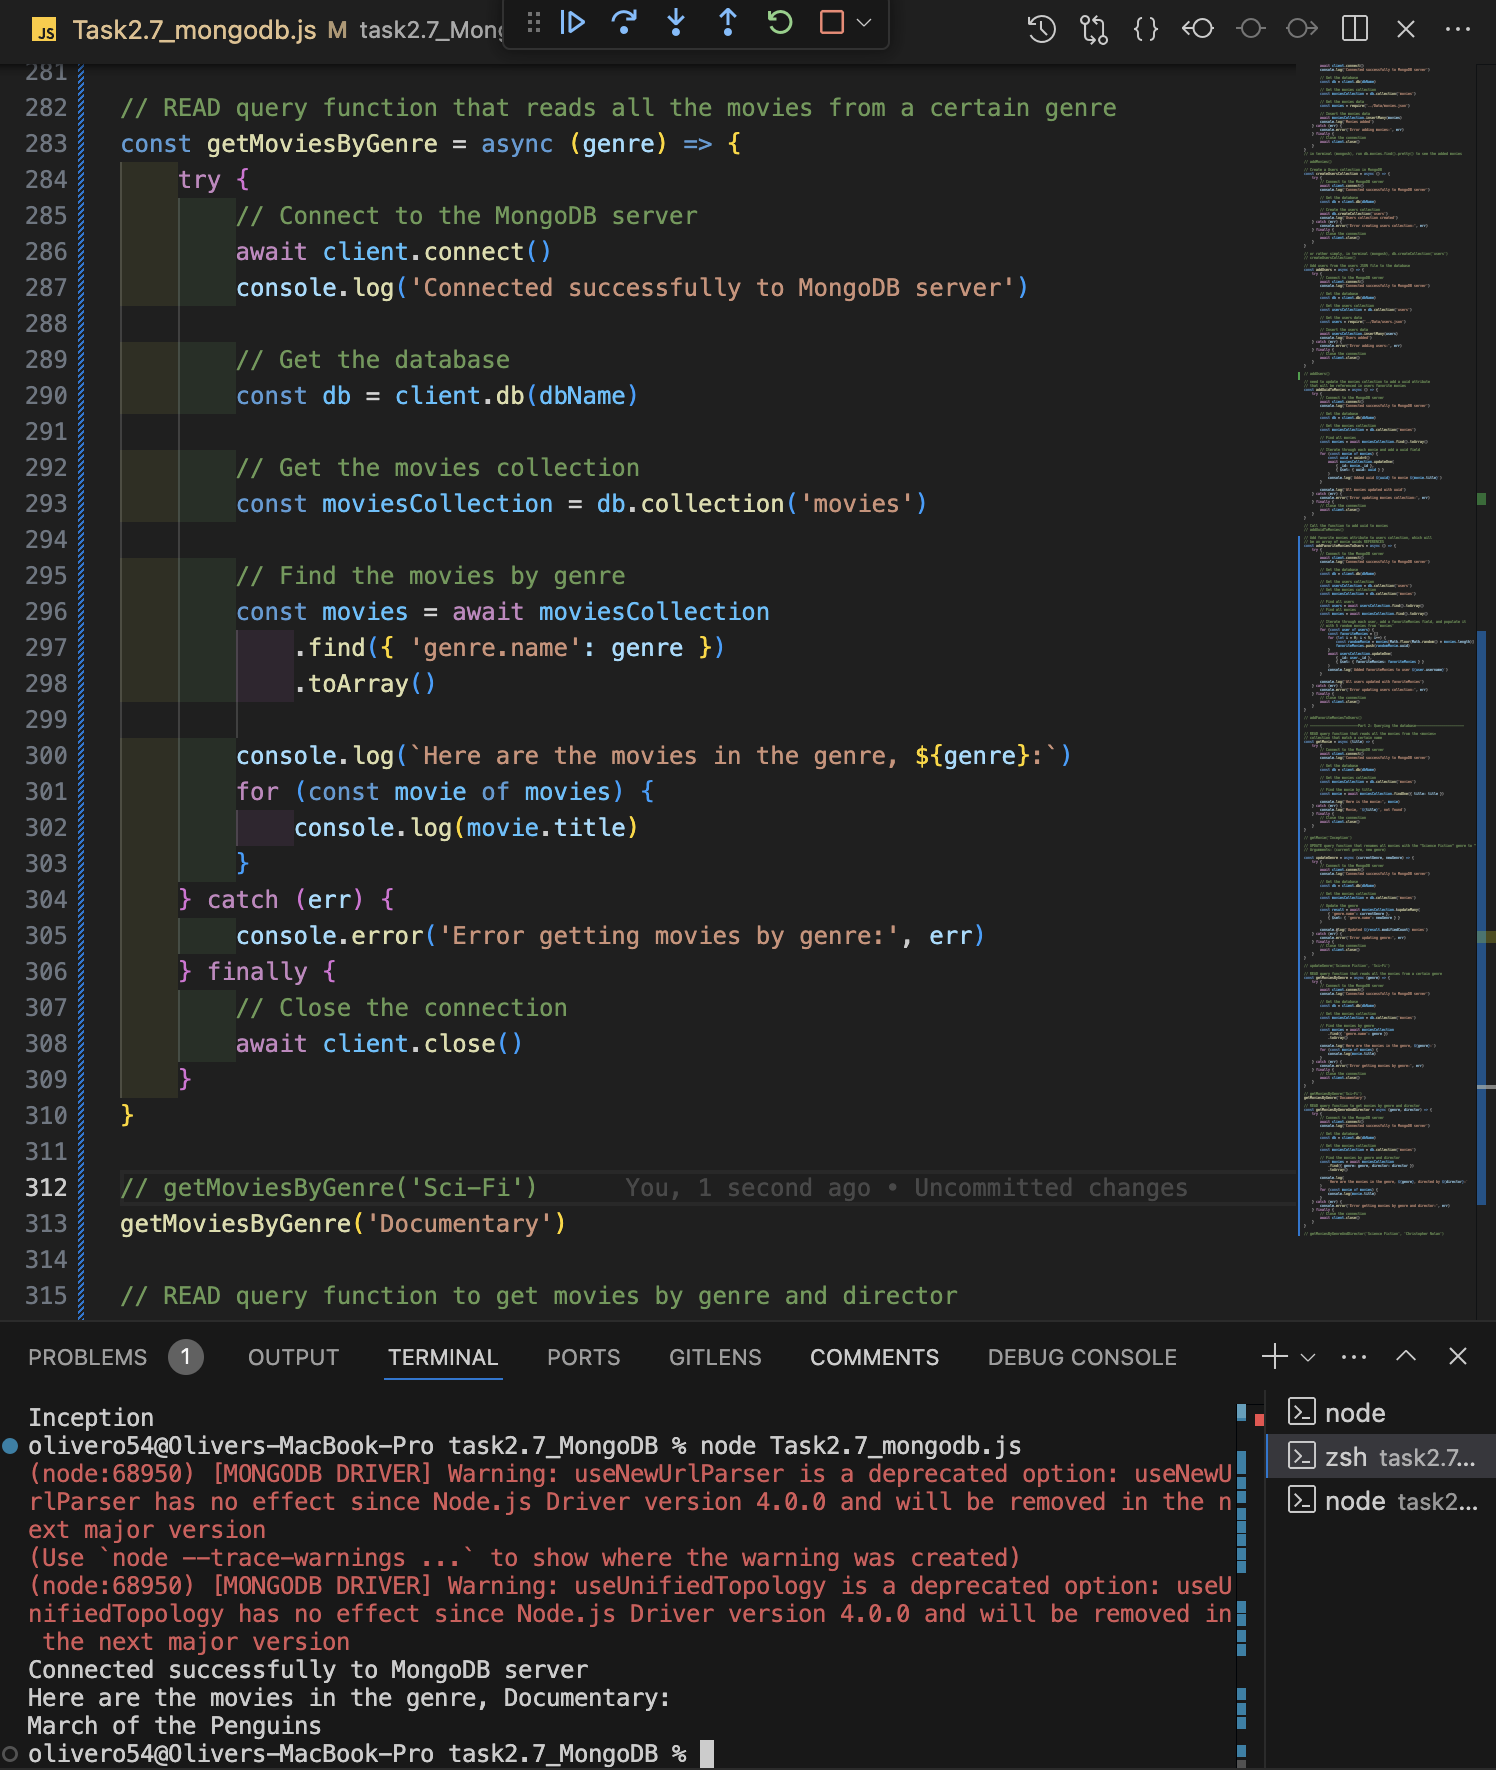 JS Task2.7_mongodb.js M task2.7_Mong
281
282 // READ query function that reads all the movies from a certain genre
283 const getMoviesByGenre = async (genre) => {
284 try {
285 // Connect to the MongoDB server
286 await client.connect()
287 console.log('Connected successfully to MongoDB server')
288
289 // Get the database
290 const db = client.db(dbName)
291
292 // Get the movies collection
293 const moviesCollection = db.collection('movies')
294
295 // Find the movies by genre
296 const movies = await moviesCollection
297 .find({ 'genre.name': genre })
298 .toArray()
299
300 console.log(`Here are the movies in the genre, ${genre}:`)
301 for (const movie of movies) {
302 console.log(movie.title)
303 }
304 } catch (err) {
305 console.error('Error getting movies by genre:', err)
306 } finally {
307 // Close the connection
308 await client.close()
309 }
310 }
311
312 // getMoviesByGenre('Sci-Fi') You, 1 second ago • Uncommitted changes
313 getMoviesByGenre('Documentary')
314
315 // READ query function to get movies by genre and director
PROBLEMS 1 OUTPUT TERMINAL PORTS GITLENS COMMENTS DEBUG CONSOLE
Inception
olivero54@Olivers-MacBook-Pro task2.7_MongoDB % node Task2.7_mongodb.js
(node:68950) [MONGODB DRIVER] Warning: useNewUrlParser is a deprecated option: useNewU
rlParser has no effect since Node.js Driver version 4.0.0 and will be removed in the n
ext major version
(Use `node --trace-warnings ...` to show where the warning was created)
(node:68950) [MONGODB DRIVER] Warning: useUnifiedTopology is a deprecated option: useU
nifiedTopology has no effect since Node.js Driver version 4.0.0 and will be removed in
the next major version
Connected successfully to MongoDB server
Here are the movies in the genre, Documentary:
March of the Penguins
olivero54@Olivers-MacBook-Pro task2.7_MongoDB %
node
zsh task2.7...
node task2...